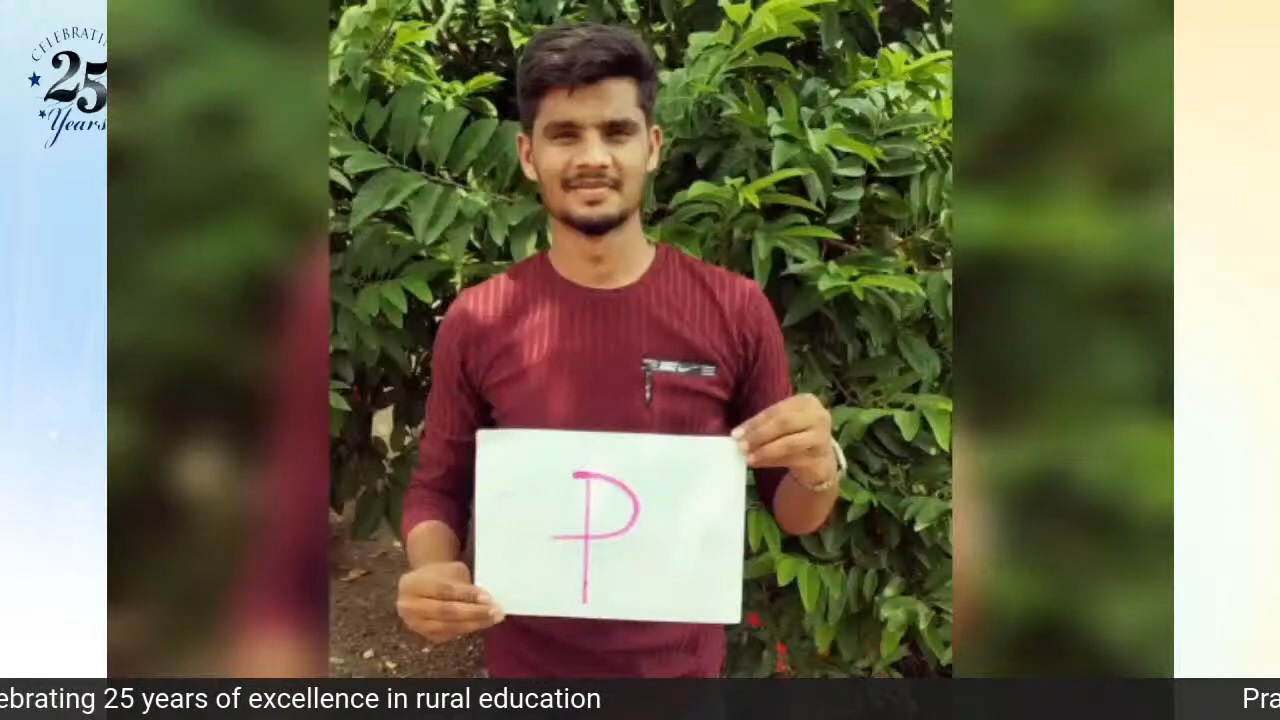 CELEBRATI
25
Years
P
ebrating 25 years of excellence in rural education
Pra